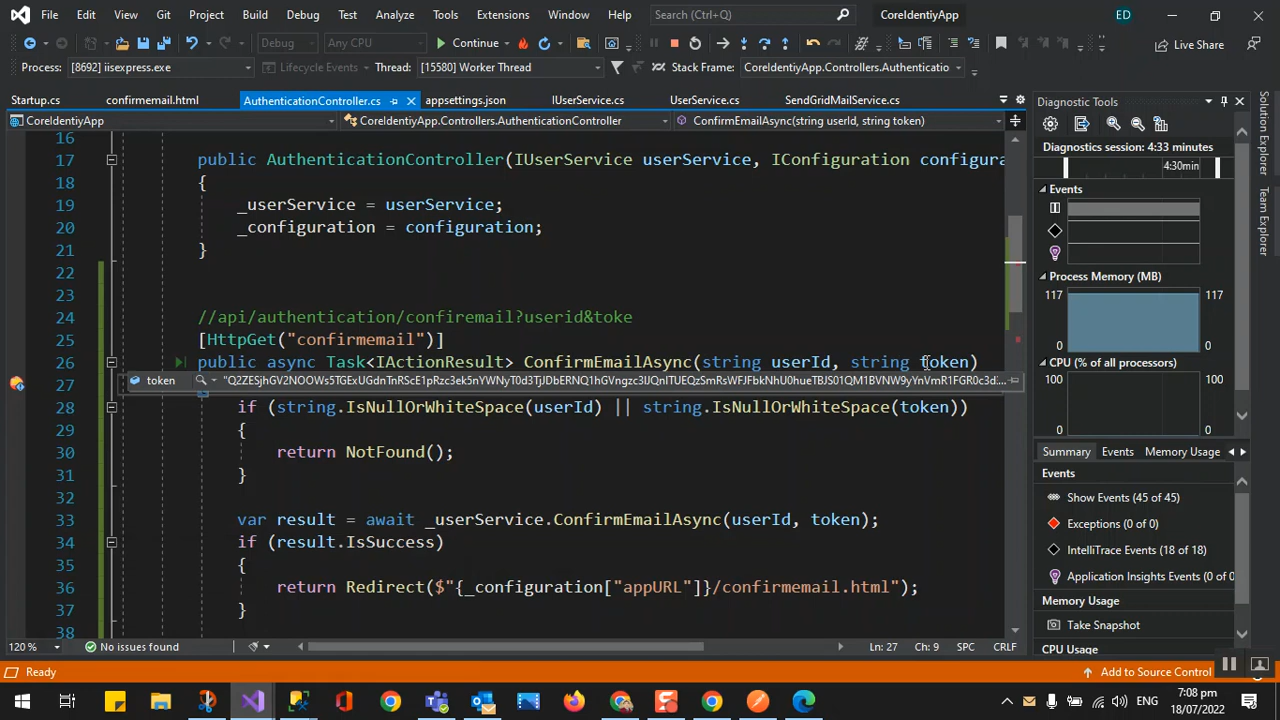 File Edit View Git Project Build Debug Test Analyze Tools Extensions Window Help Search (Ctrl+Q) CoreIdentiyApp ED
Debug Any CPU Continue Live Share
Process: [8692] iisexpress.exe Lifecycle Events Thread: [15580] Worker Thread Stack Frame: CoreIdentiyApp.Controllers.Authenticatio
Startup.cs confirmemail.html AuthenticationController.cs appsettings.json IUserService.cs UserService.cs SendGridMailService.cs
CoreIdentiyApp CoreIdentiyApp.Controllers.AuthenticationController ConfirmEmailAsync(string userId, string token)
16
17 public AuthenticationController(IUserService userService, IConfiguration configura
18 {
19 _userService = userService;
20 _configuration = configuration;
21 }
22
23
24 //api/authentication/confiremail?userid&toke
25 [HttpGet("confirmemail")]
26 public async Task<IActionResult> ConfirmEmailAsync(string userId, string token)
27 token
28 if (string.IsNullOrWhiteSpace(userId) || string.IsNullOrWhiteSpace(token))
29 {
30 return NotFound();
31 }
32
33 var result = await _userService.ConfirmEmailAsync(userId, token);
34 if (result.IsSuccess)
35 {
36 return Redirect($"{_configuration["appURL"]}/confirmemail.html");
37 }
38
120 % No issues found Ln: 27 Ch: 9 SPC CRLF
Diagnostic Tools
Diagnostics session: 4:33 minutes
4:30min
Events
Process Memory (MB)
117 117
0 0
CPU (% of all processors)
100 100
0 0
Summary Events Memory Usage
Events
Show Events (45 of 45)
Exceptions (0 of 0)
IntelliTrace Events (18 of 18)
Application Insights Events (0 of 0
Memory Usage
Take Snapshot
CPU Usage
Solution Explorer
Team Explorer
Ready Add to Source Control
ENG 7:08 pm
18/07/2022